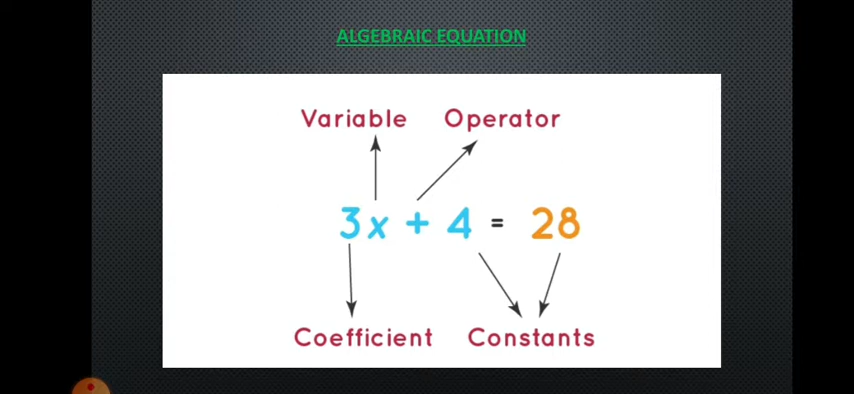 ALGEBRAIC EQUATION
Variable Operator
3x + 4 = 28
Coefficient Constants